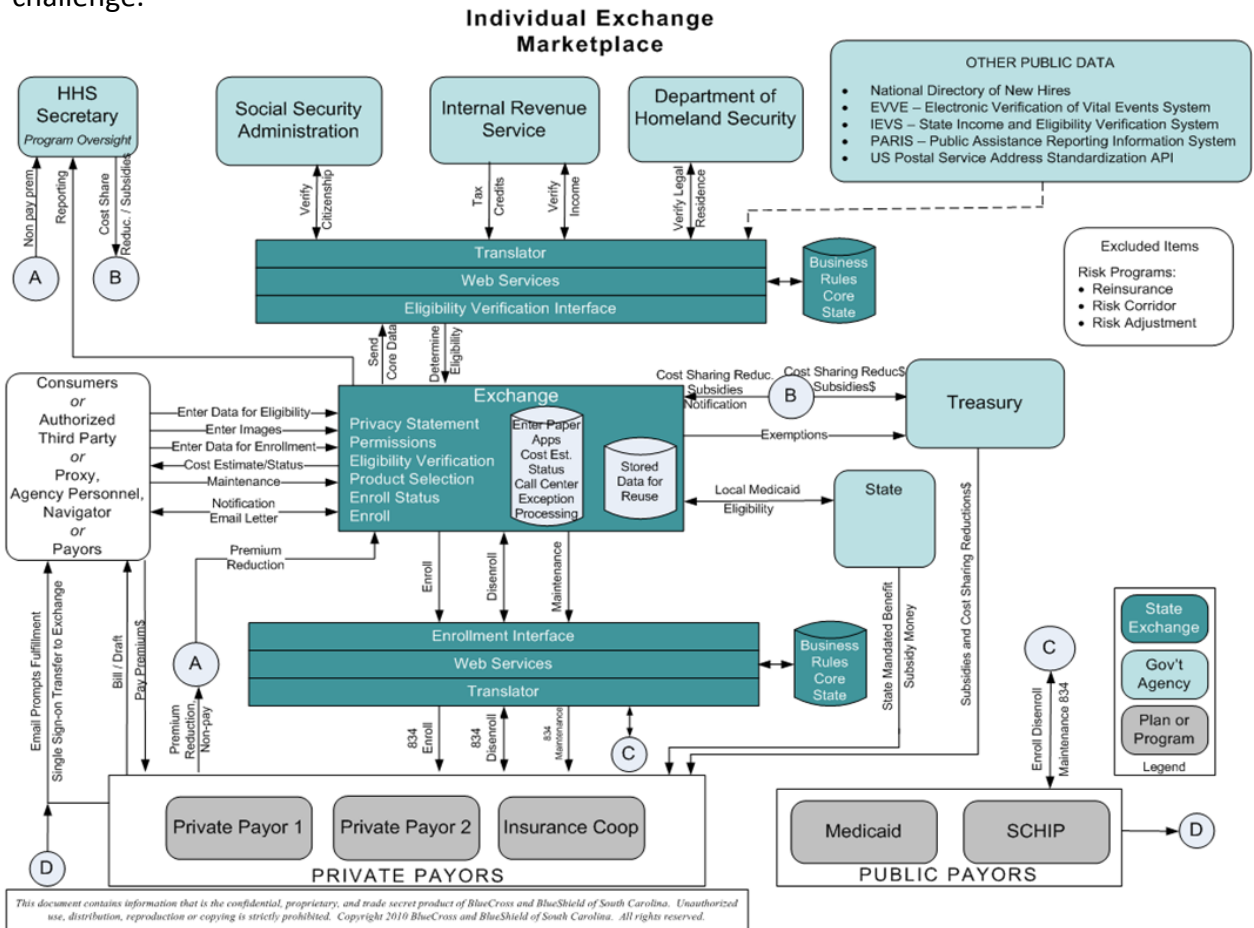 challenge.
Individual Exchange
Marketplace
HHS
Secretary
Program Oversight
Social Security
Administration
Internal Revenue
Service
Department of
Homeland Security
OTHER PUBLIC DATA
• National Directory of New Hires
• EVVE – Electronic Verification of Vital Events System
• IEVS – State Income and Eligibility Verification System
• PARIS – Public Assistance Reporting Information System
• US Postal Service Address Standardization API
Non pay prem
Reporting
Cost Share
Reduc. / Subsidies
Verify
Citizenship
Tax
Credits
Verify
Income
Verify Legal
Residence
A
B
Translator
Web Services
Eligibility Verification Interface
Business
Rules
Core
State
Excluded Items
Risk Programs:
• Reinsurance
• Risk Corridor
• Risk Adjustment
Send
Core Data
Determine
Eligibility
Consumers
or
Authorized
Third Party
or
Proxy,
Agency Personnel,
Navigator
or
Payors
Enter Data for Eligibility
Enter Images
Enter Data for Enrollment
Cost Estimate/Status
Maintenance
Notification
Email Letter
Exchange
Privacy Statement
Permissions
Eligibility Verification
Product Selection
Enroll Status
Enroll
Enter Paper
Apps
Cost Est.
Status
Call Center
Exception
Processing
Stored
Data for
Reuse
Cost Sharing Reduc.
Subsidies
Notification
B
Cost Sharing Reduc$
Subsidies$
Exemptions
Treasury
Local Medicaid
Eligibility
State
Premium
Reduction
Enroll
Disenroll
Maintenance
Enrollment Interface
Web Services
Translator
Business
Rules
Core
State
A
Email Prompts Fulfillment
Single Sign-on Transfer to Exchange
Bill / Draft
Pay Premium$
Premium
Reduction,
Non-pay
834
Enroll
834
Disenroll
834
Maintenance
C
State Mandated Benefit
Subsidy Money
Subsidies and Cost Sharing Reductions$
C
Enroll Disenroll
Maintenance 834
State
Exchange
Gov't
Agency
Plan or
Program
Legend
Private Payor 1
Private Payor 2
Insurance Coop
PRIVATE PAYORS
D
Medicaid
SCHIP
PUBLIC PAYORS
D
This document contains information that is the confidential, proprietary, and trade secret product of BlueCross and BlueShield of South Carolina. Unauthorized
use, distribution, reproduction or copying is strictly prohibited. Copyright 2010 BlueCross and BlueShield of South Carolina. All rights reserved.